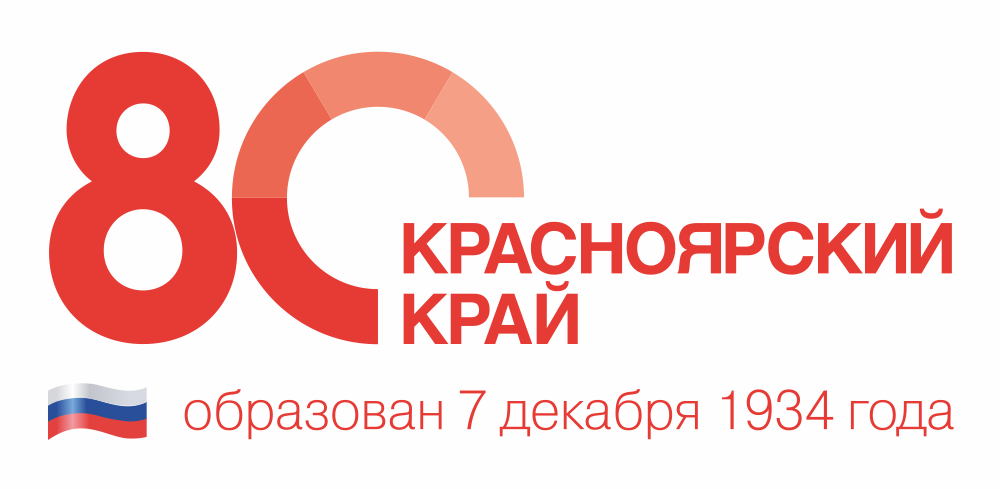 80
КРАСНОЯРСКИЙ
КРАЙ
образован 7 декабря 1934 года